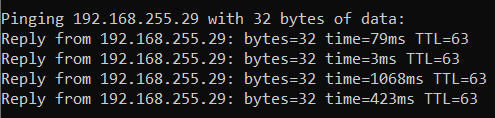 Pinging 192.168.255.29 with 32 bytes of data:
Reply from 192.168.255.29: bytes=32 time=79ms TTL=63
Reply from 192.168.255.29: bytes=32 time=3ms TTL=63
Reply from 192.168.255.29: bytes=32 time=1068ms TTL=63
Reply from 192.168.255.29: bytes=32 time=423ms TTL=63